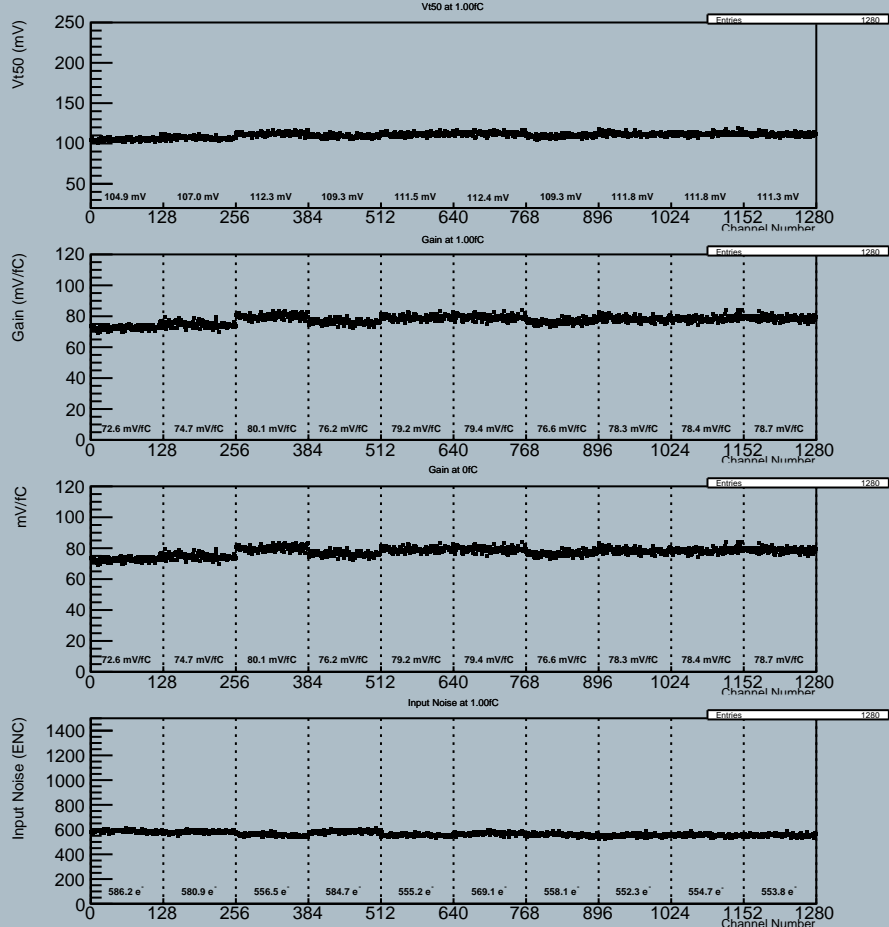 Vt50 at 1.00fC
Entries 1280
Vt50 (mV)
250
200
150
100
50
104.9 mV 107.0 mV 112.3 mV 109.3 mV 111.5 mV 112.4 mV 109.3 mV 111.8 mV 111.8 mV 111.3 mV
0 128 256 384 512 640 768 896 1024 1152 1280
Channel Number
Gain at 1.00fC
Entries 1280
Gain (mV/fC)
120
100
80
60
40
20
0
72.6 mV/fC 74.7 mV/fC 80.1 mV/fC 76.2 mV/fC 79.2 mV/fC 79.4 mV/fC 76.6 mV/fC 78.3 mV/fC 78.4 mV/fC 78.7 mV/fC
0 128 256 384 512 640 768 896 1024 1152 1280
Channel Number
Gain at 0fC
Entries 1280
mV/fC
120
100
80
60
40
20
0
72.6 mV/fC 74.7 mV/fC 80.1 mV/fC 76.2 mV/fC 79.2 mV/fC 79.4 mV/fC 76.6 mV/fC 78.3 mV/fC 78.4 mV/fC 78.7 mV/fC
0 128 256 384 512 640 768 896 1024 1152 1280
Channel Number
Input Noise at 1.00fC
Entries 1280
Input Noise (ENC)
1400
1200
1000
800
600
400
200
0
586.2 e⁻ 580.9 e⁻ 556.5 e⁻ 584.7 e⁻ 555.2 e⁻ 569.1 e⁻ 558.1 e⁻ 552.3 e⁻ 554.7 e⁻ 553.8 e⁻
0 128 256 384 512 640 768 896 1024 1152 1280
Channel Number